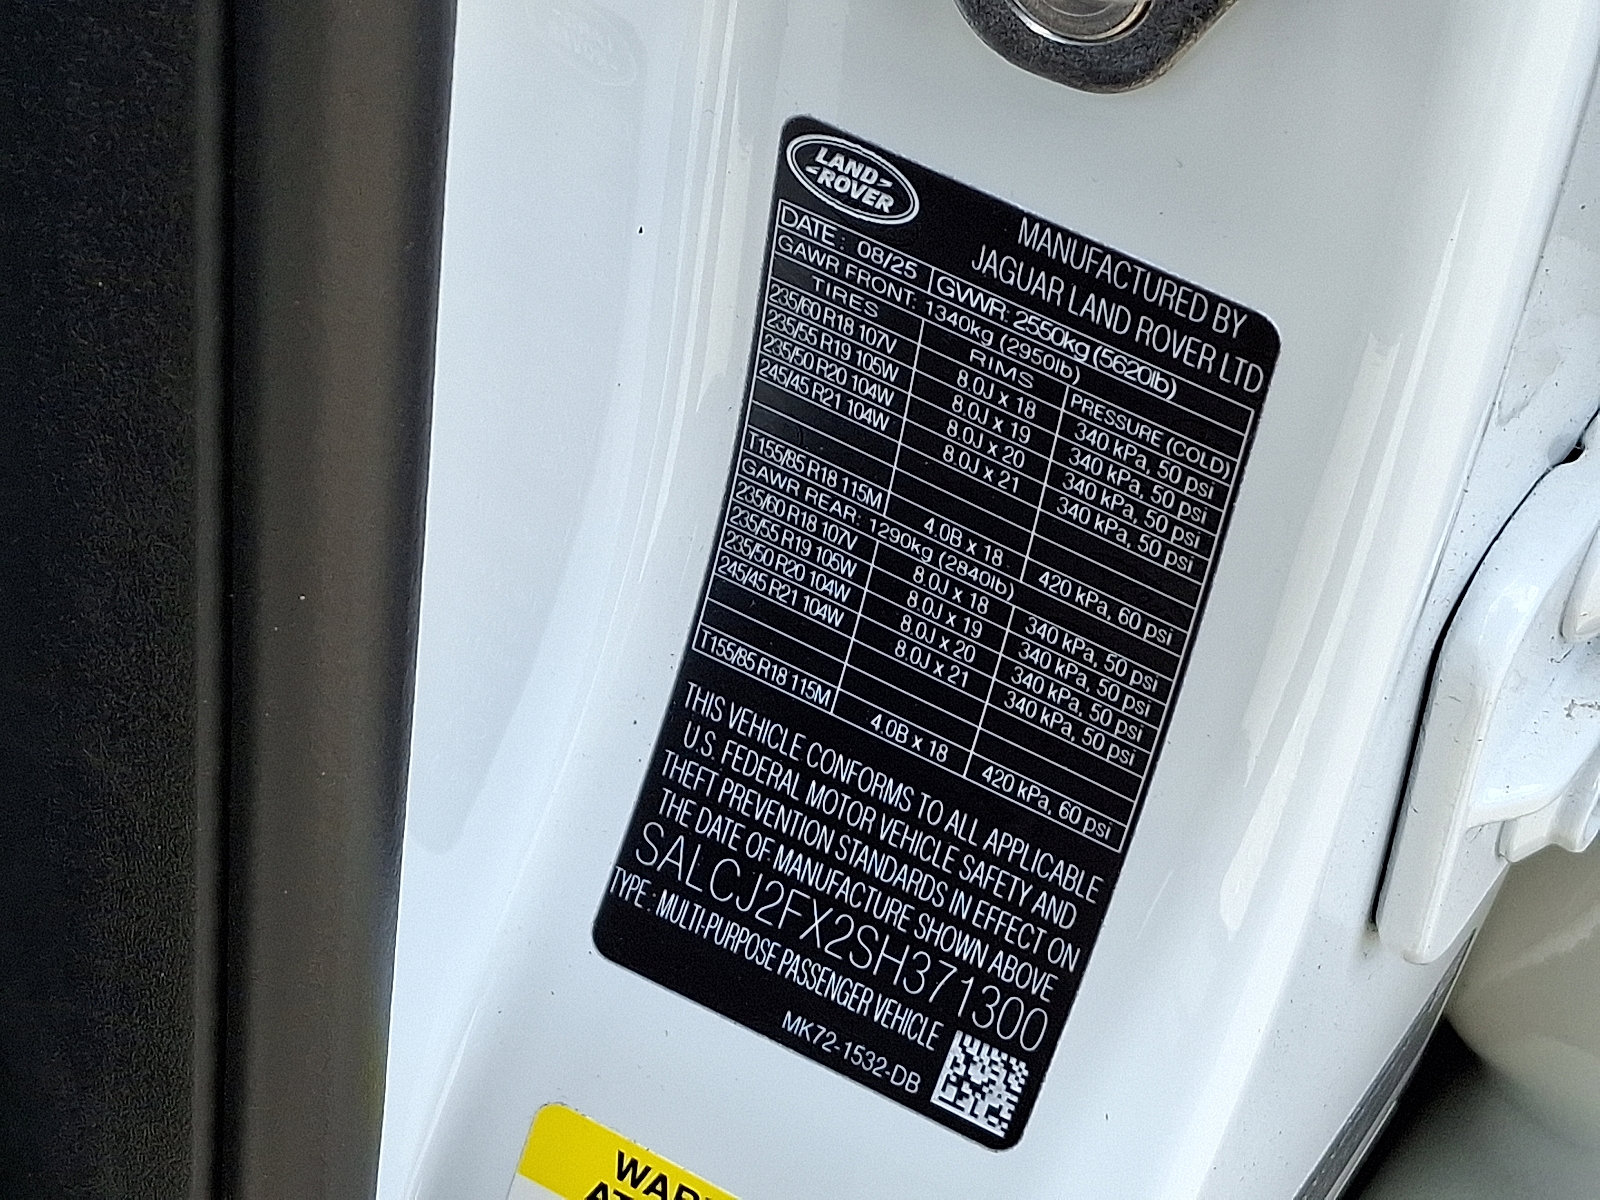 LAND
ROVER
MANUFACTURED BY
JAGUAR LAND ROVER LTD
DATE: 08/25 GVWR: 2550kg (5620lb)
GAWR FRONT: 1340kg (2950lb)
TIRES RIMS PRESSURE (COLD)
235/60 R18 107V 8.0J x 18 340 kPa, 50 psi
235/55 R19 105W 8.0J x 19 340 kPa, 50 psi
235/50 R20 104W 8.0J x 20 340 kPa, 50 psi
245/45 R21 104W 8.0J x 21 340 kPa, 50 psi
T155/85 R18 115M 4.0B x 18 420 kPa, 60 psi
GAWR REAR: 1290kg (2840lb)
235/60 R18 107V 8.0J x 18 340 kPa, 50 psi
235/55 R19 105W 8.0J x 19 340 kPa, 50 psi
235/50 R20 104W 8.0J x 20 340 kPa, 50 psi
245/45 R21 104W 8.0J x 21 340 kPa, 50 psi
T155/85 R18 115M 4.0B x 18 420 kPa, 60 psi
THIS VEHICLE CONFORMS TO ALL APPLICABLE
U.S. FEDERAL MOTOR VEHICLE SAFETY AND
THEFT PREVENTION STANDARDS IN EFFECT ON
THE DATE OF MANUFACTURE SHOWN ABOVE
SALCJ2FX2SH371300
TYPE: MULTI-PURPOSE PASSENGER VEHICLE
MK72-1532-DB